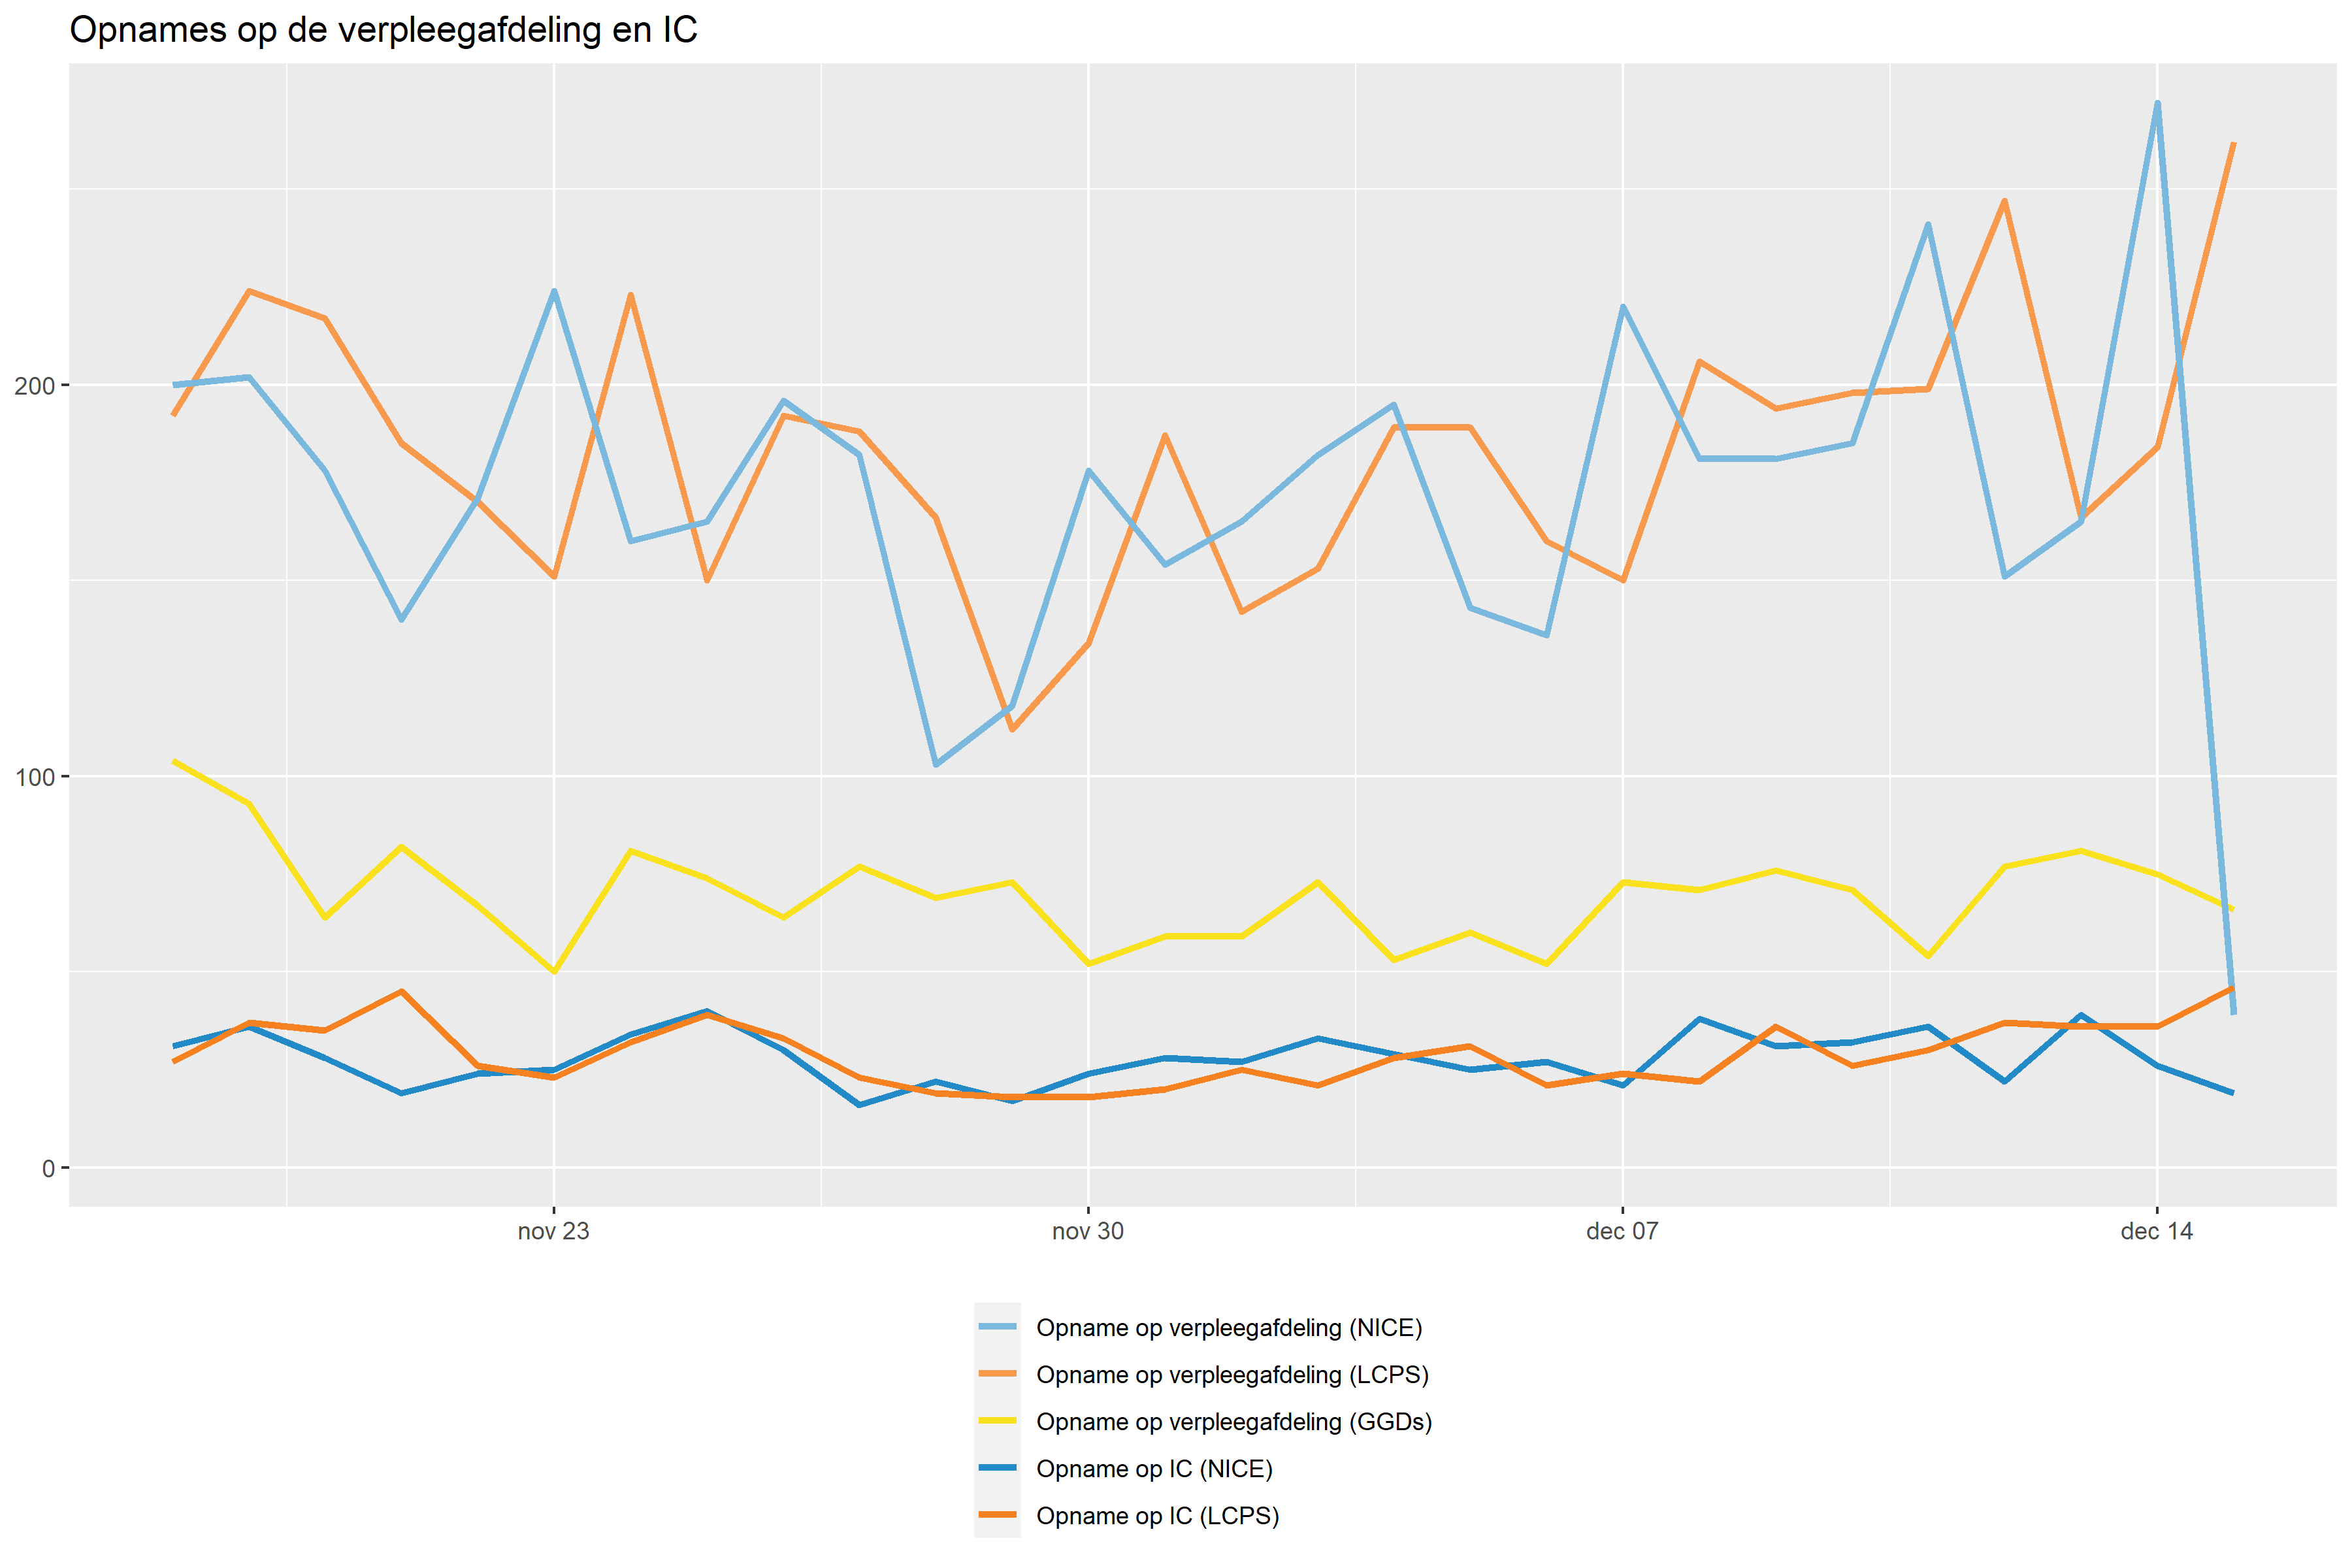 Opnames op de verpleegafdeling en IC
200
100
0
nov 23
nov 30
dec 07
dec 14
Opname op verpleegafdeling (NICE)
Opname op verpleegafdeling (LCPS)
Opname op verpleegafdeling (GGDs)
Opname op IC (NICE)
Opname op IC (LCPS)